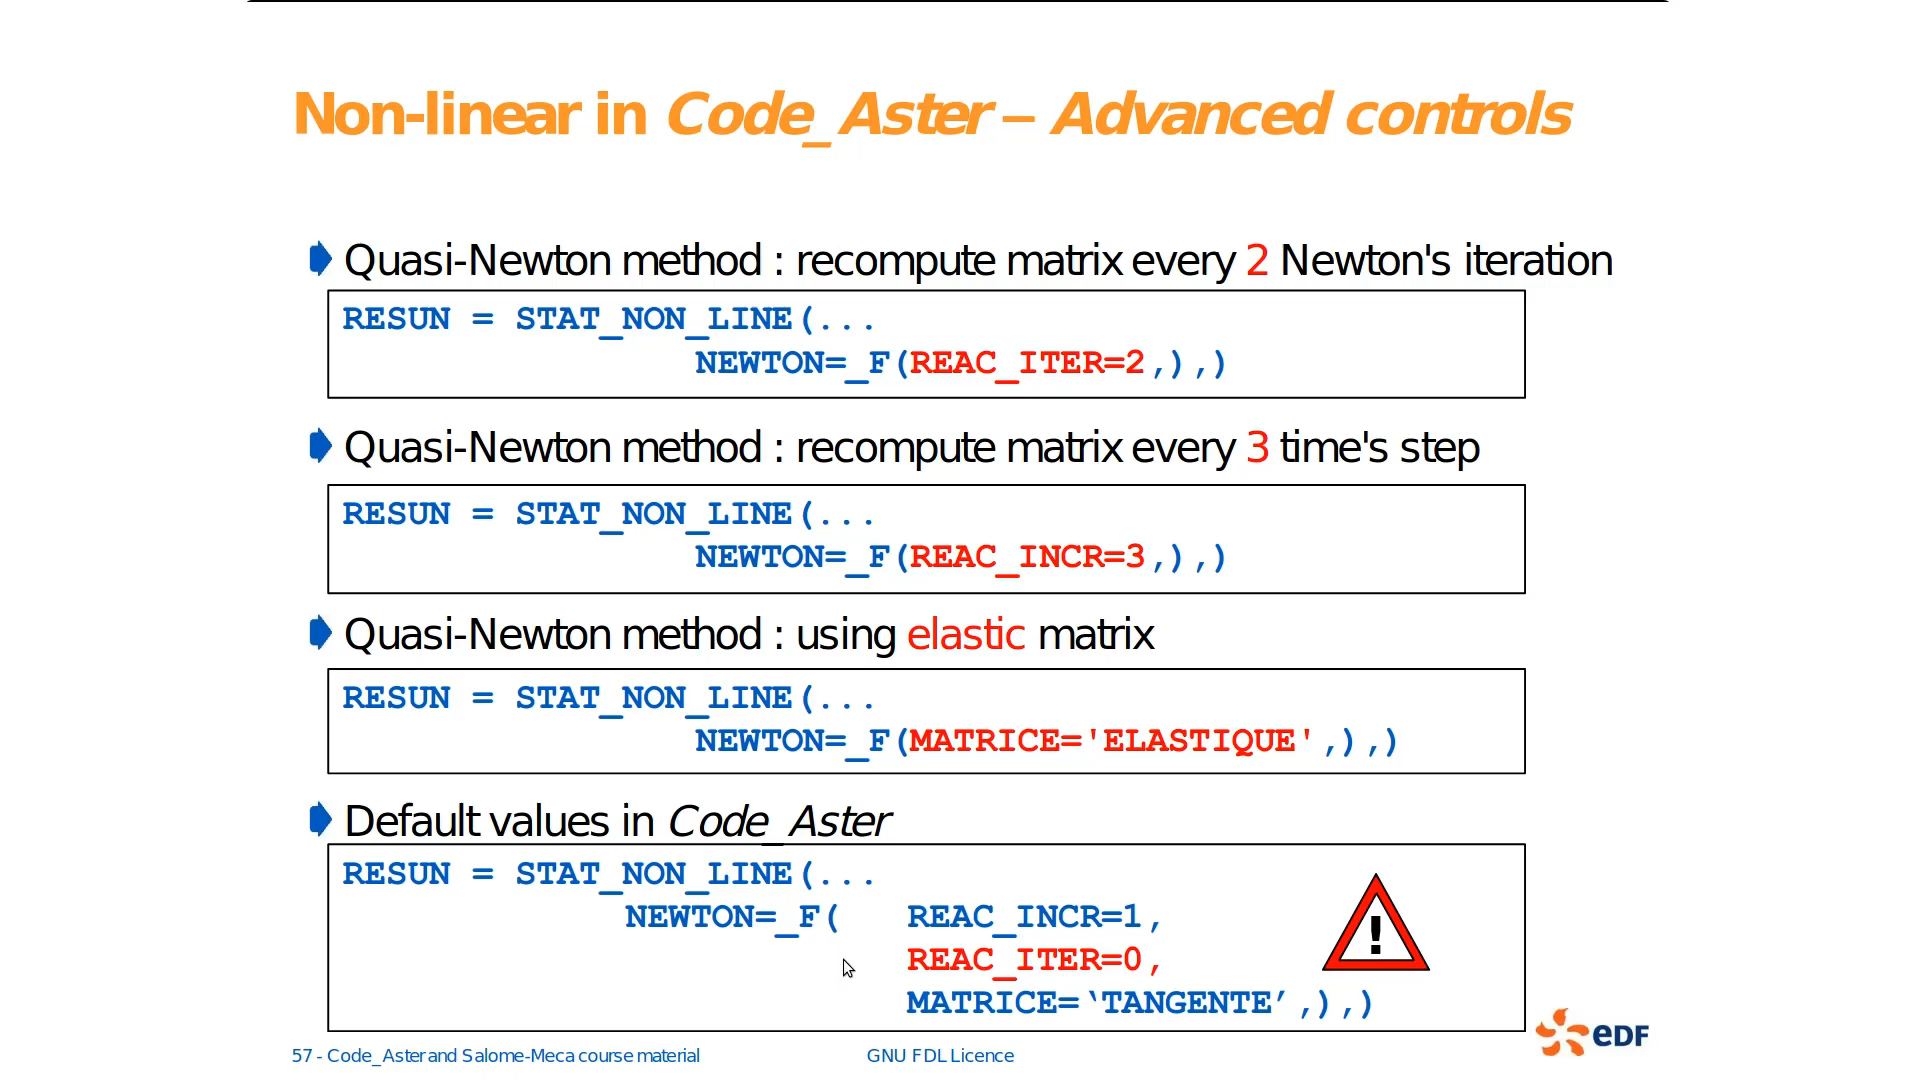 Non-linear in Code_Aster – Advanced controls
Quasi-Newton method : recompute matrix every 2 Newton's iteration
RESUN = STAT_NON_LINE(...
NEWTON=_F(REAC_ITER=2,),)
Quasi-Newton method : recompute matrix every 3 time's step
RESUN = STAT_NON_LINE(...
NEWTON=_F(REAC_INCR=3,),)
Quasi-Newton method : using elastic matrix
RESUN = STAT_NON_LINE(...
NEWTON=_F(MATRICE='ELASTIQUE',),)
Default values in Code_Aster
RESUN = STAT_NON_LINE(...
NEWTON=_F( REAC_INCR=1,
REAC_ITER=0,
MATRICE=‘TANGENTE’,),)
!
57 - Code_Aster and Salome-Meca course material GNU FDL Licence
eDF